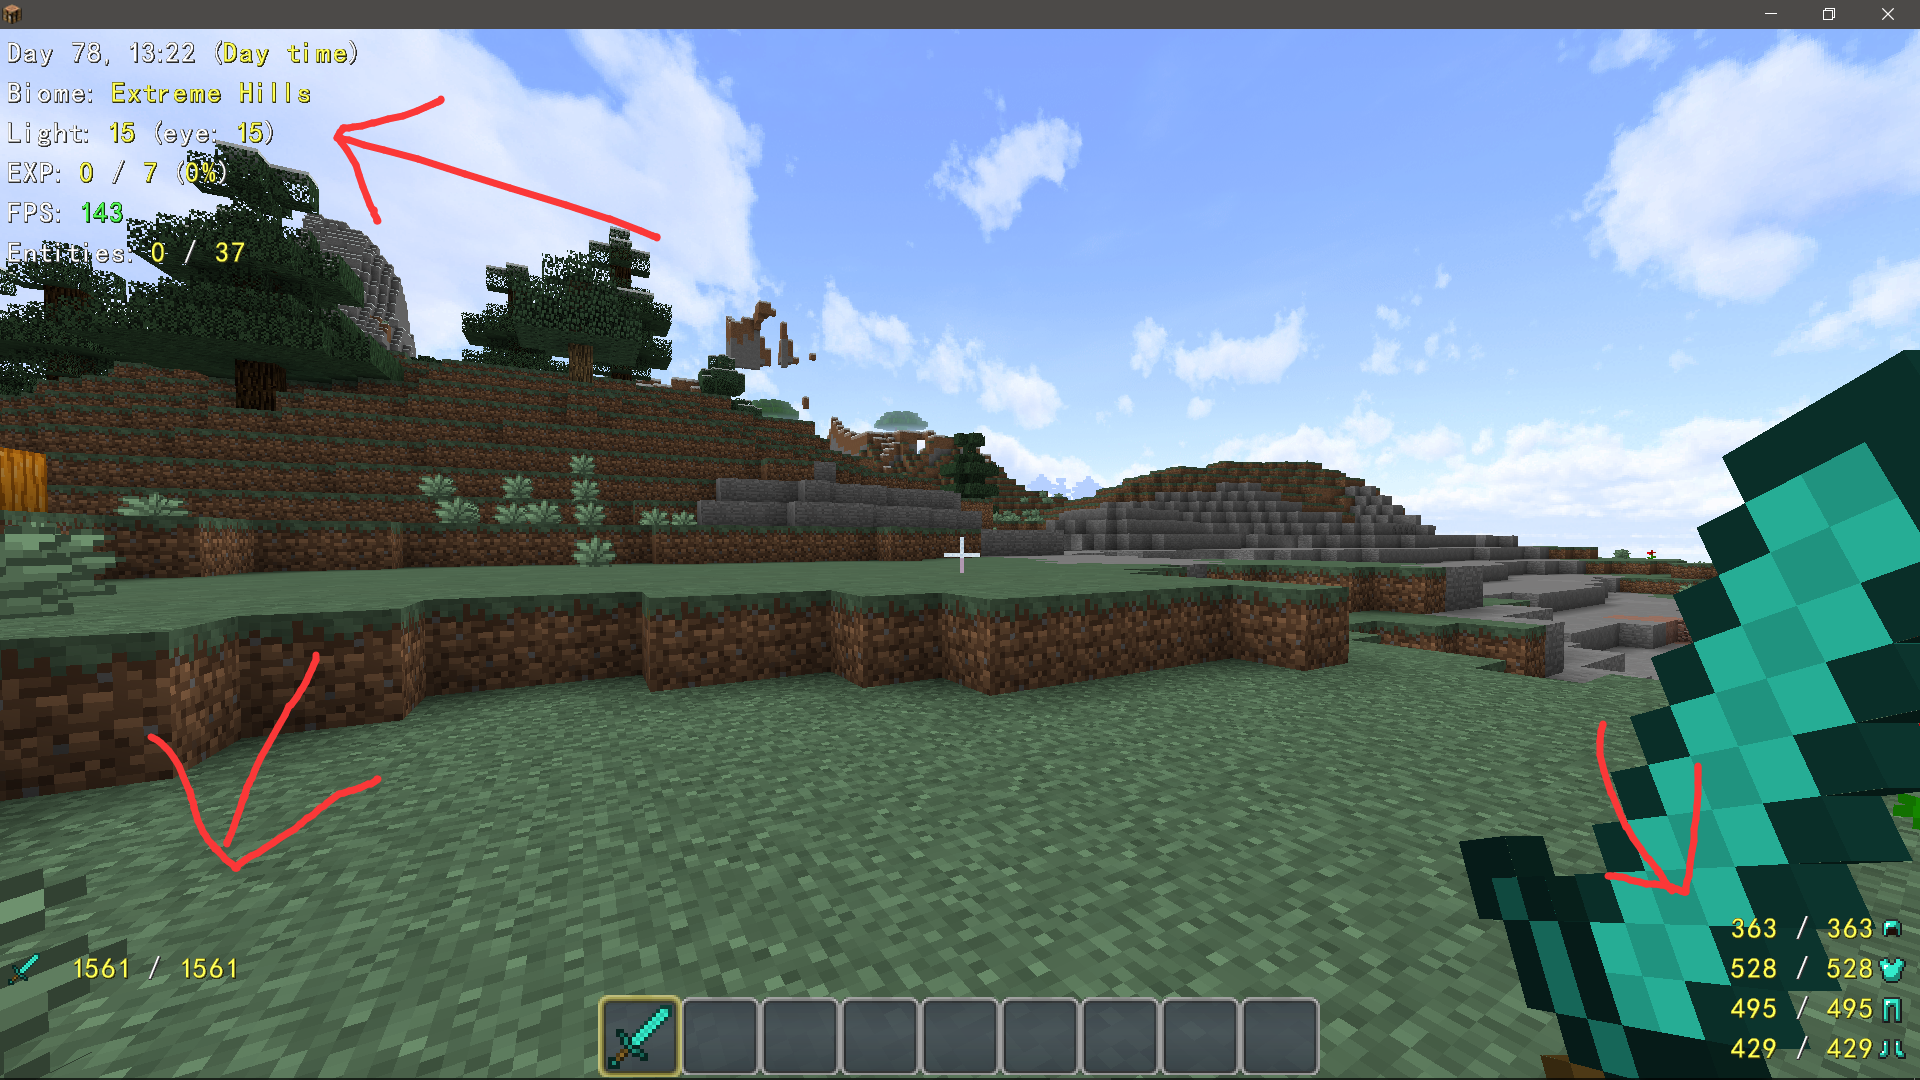 Day 78, 13:22 (Day time)
Biome: Extreme Hills
Light: 15 (eye: 15)
EXP: 0 / 7 (0%)
FPS: 143
Entities: 0 / 37
1561 / 1561
363 / 363
528 / 528
495 / 495
429 / 429